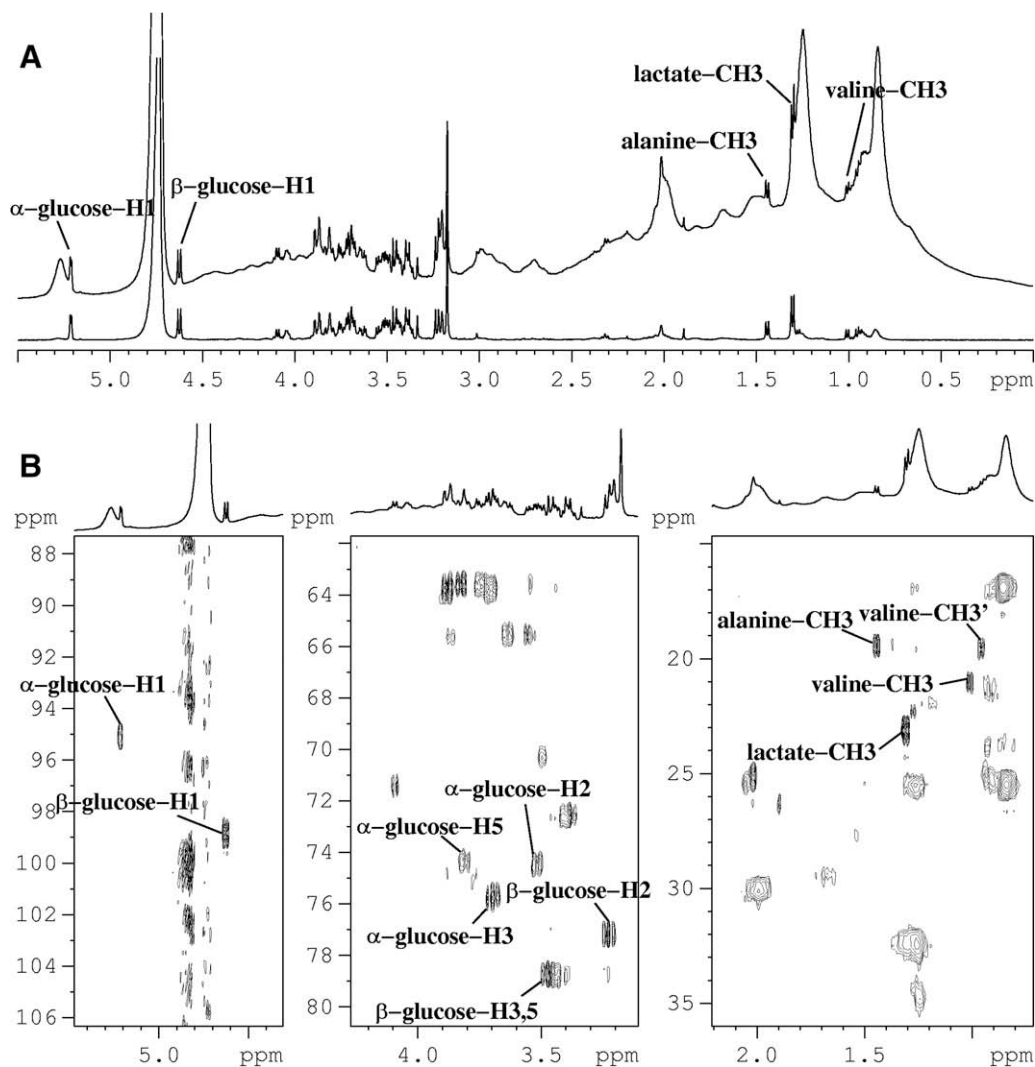 A
lactate–CH3
valine–CH3
alanine–CH3
β–glucose–H1
α–glucose–H1
5.0 4.5 4.0 3.5 3.0 2.5 2.0 1.5 1.0 0.5 ppm
B
ppm ppm ppm
88
90
92
94
96
98
100
102
104
106
α–glucose–H1
β–glucose–H1
5.0 ppm
64
66
68
70
72
74
76
78
80
α–glucose–H2
α–glucose–H5
β–glucose–H2
α–glucose–H3
β–glucose–H3,5
4.0 3.5 ppm
20
25
30
35
alanine–CH3
valine–CH3’
valine–CH3
lactate–CH3
2.0 1.5 ppm